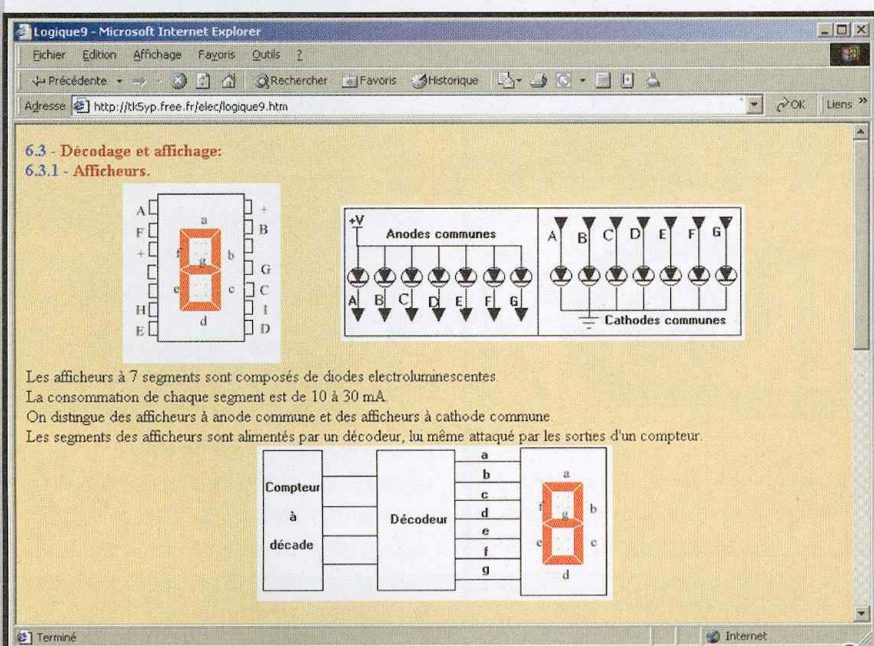 Logique9 - Microsoft Internet Explorer
Fichier Edition Affichage Favoris Outils ?
Précédente Rechercher Favoris Historique
Adresse http://tk5yp.free.fr/elec/logique9.htm OK Liens »
6.3 - Décodage et affichage:
6.3.1 - Afficheurs.
A a +
F B
+ f g b
G
e c C
H I
E d D
+V Anodes communes
A B C D E F G
A B C D E F G
Cathodes communes
Les afficheurs à 7 segments sont composés de diodes electroluminescentes.
La consommation de chaque segment est de 10 à 30 mA.
On distingue des afficheurs à anode commune et des afficheurs à cathode commune.
Les segments des afficheurs sont alimentés par un décodeur, lui même attaqué par les sorties d'un compteur.
Compteur
à
décade
Décodeur
a
b
c
d
e
f
g
a
f g b
e c
d
Terminé Internet